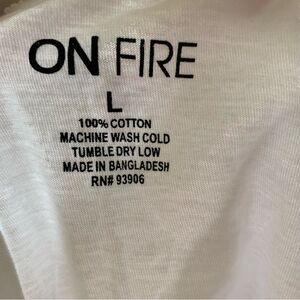 ON FIRE
L
100% COTTON
MACHINE WASH COLD
TUMBLE DRY LOW
MADE IN BANGLADESH
RN# 93906